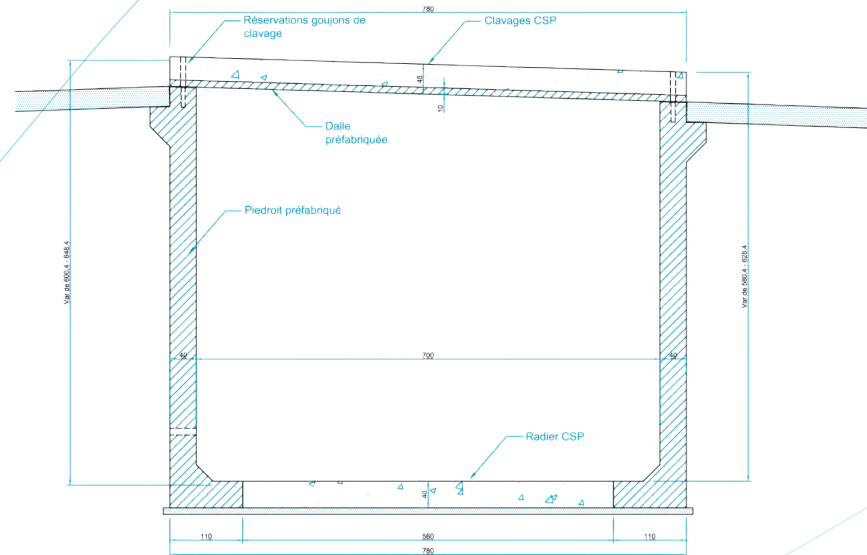 780
Réservations goujons de
clavage
Clavages CSP
45
10
Dalle
préfabriquée
Piedroit préfabriqué
Var de 600,4 - 648,4
Var de 580,4 - 628,4
40
700
40
Radier CSP
40
110
560
110
780